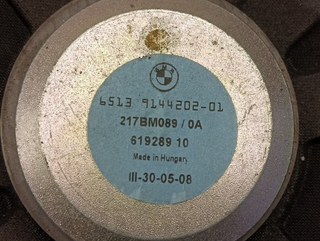 6513 9144202-01
217BM089 / 0A
619289 10
Made in Hungary
III-30-05-08